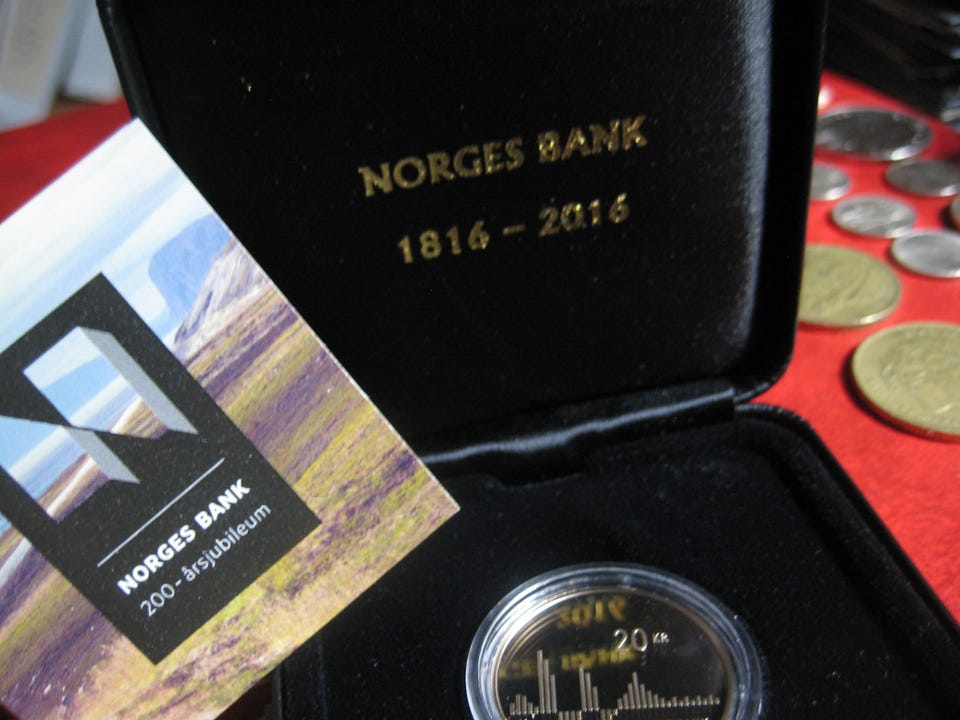 NORGES BANK
1816 – 2016
NORGES BANK
200 - årsjubileum
20 KR